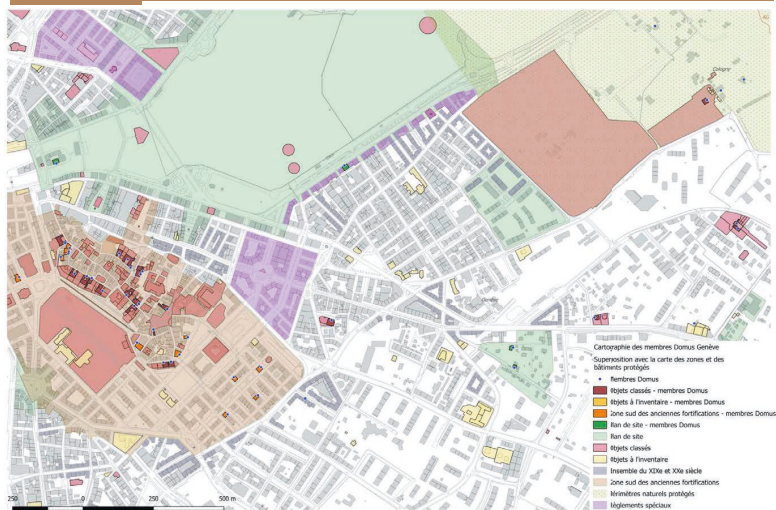 AG
Cologny
Genève
Cartographie des membres Domus Genève
Superposition avec la carte des zones et des
bâtiments protégés
Membres Domus
Objets classés - membres Domus
Objets à l'inventaire - membres Domus
Zone sud des anciennes fortifications - membres Domus
Plan de site - membres Domus
Plan de site
Objets classés
Objets à l'inventaire
Ensemble du XIXe et XXe siècle
Zone sud des anciennes fortifications
Périmètres naturels protégés
Règlements spéciaux
250 0 250 500 m